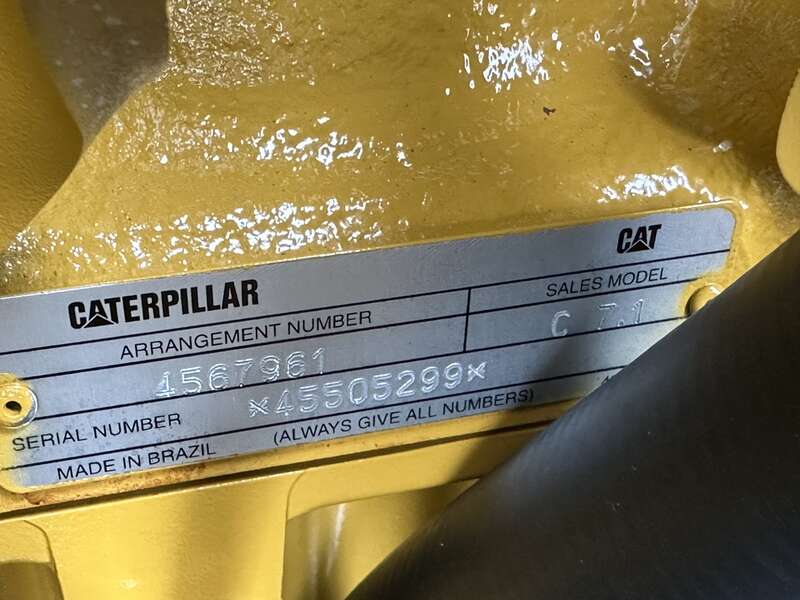 CATERPILLAR CAT
ARRANGEMENT NUMBER SALES MODEL
4567961 C 7.1
SERIAL NUMBER *45505299*
MADE IN BRAZIL (ALWAYS GIVE ALL NUMBERS)